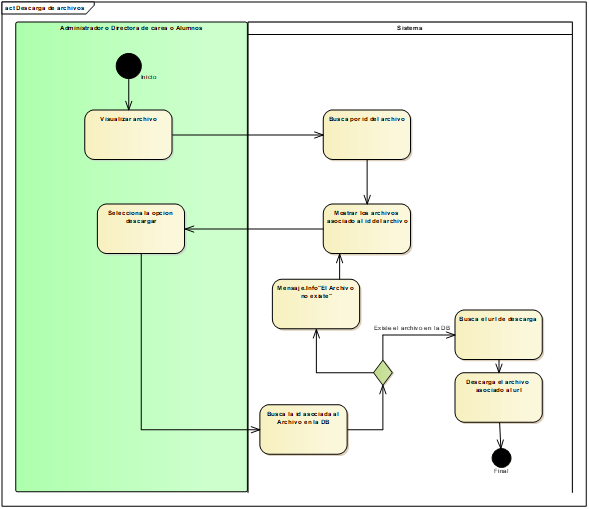 act Descarga de archivos
Administrador o Directora de carea o Alumnos
Sistema
Inicio
Visualizar archivo
Busca por id del archivo
Selecciona la opcion
descargar
Mostrar los archivos
asociado al id del archivo
Mensaje.Info"El Archivo
no existe"
Existe el archivo en la DB
Busca el url de descarga
Descarga el archivo
asociado al url
Busca la id asociada al
Archivo en la DB
Final